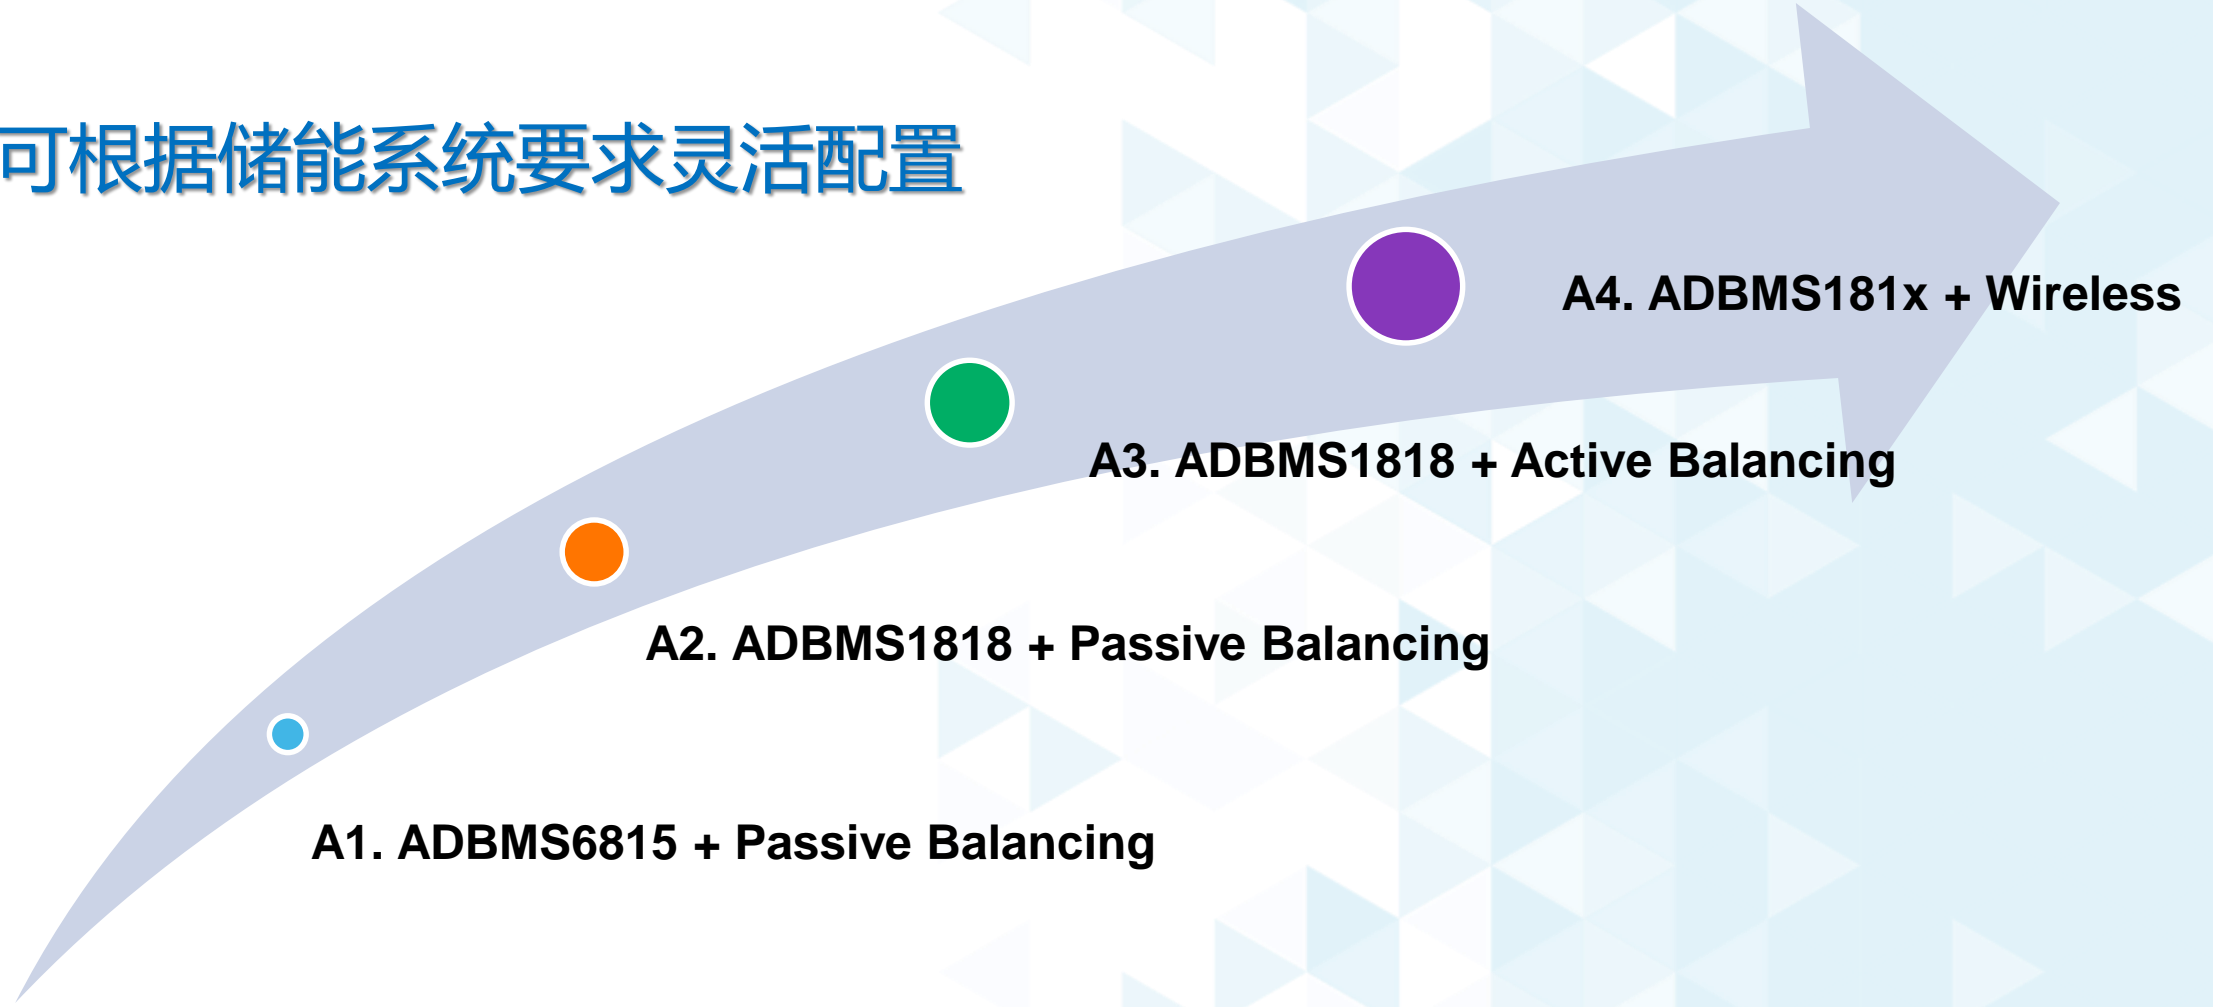 可根据储能系统要求灵活配置
A4. ADBMS181x + Wireless
A3. ADBMS1818 + Active Balancing
A2. ADBMS1818 + Passive Balancing
A1. ADBMS6815 + Passive Balancing